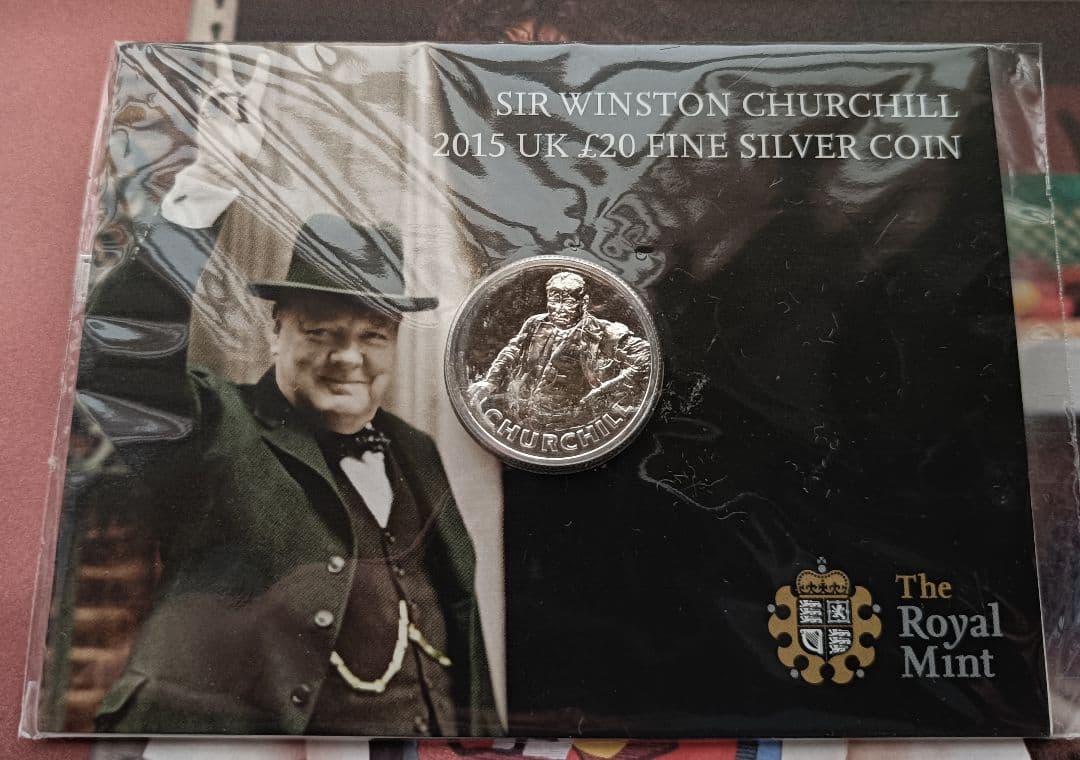 SIR WINSTON CHURCHILL
2015 UK £20 FINE SILVER COIN
CHURCHILL
The
Royal
Mint